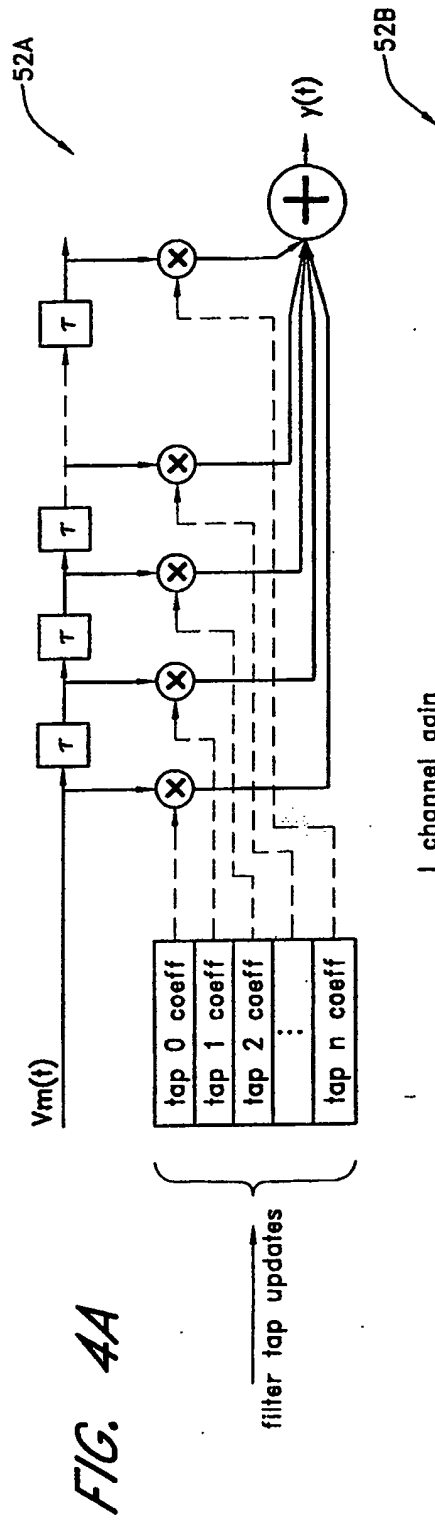 FIG. 4A
52A
Vm(t)
τ
τ
τ
τ
×
×
×
×
×
+
y(t)
filter tap updates
tap 0 coeff
tap 1 coeff
tap 2 coeff
⋮
tap n coeff
52B
I channel gain